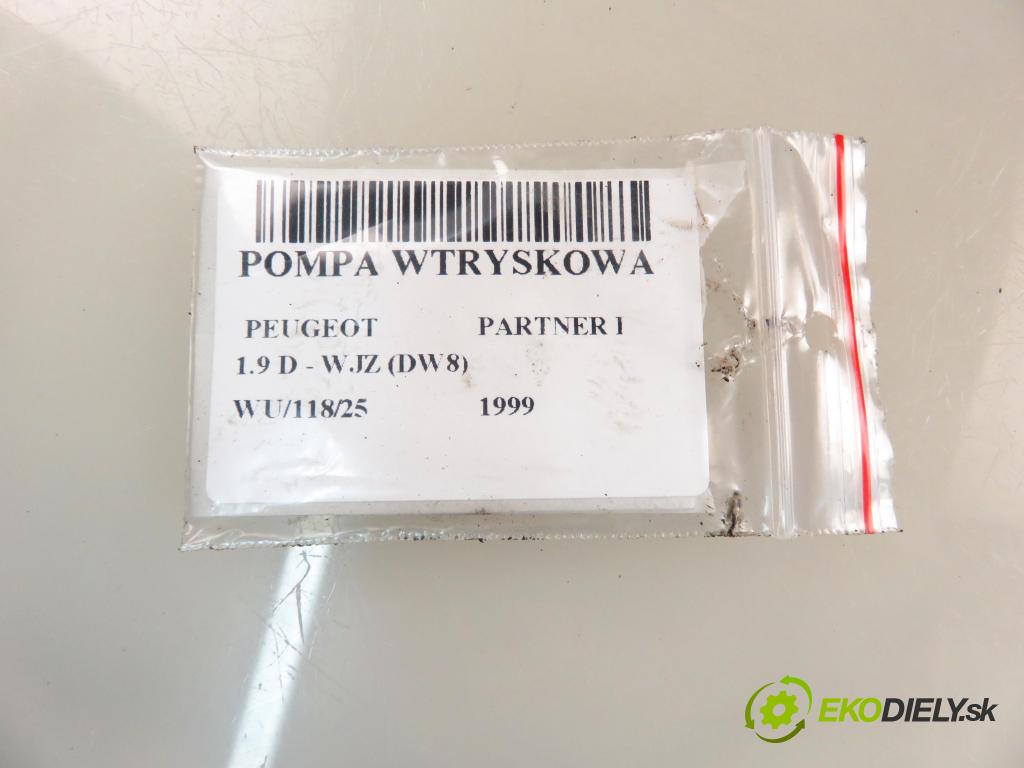 POMPA WTRYSKOWA
PEUGEOT PARTNER I
1.9 D - WJZ (DW8)
WU/118/25 1999
EKODIELY.sk